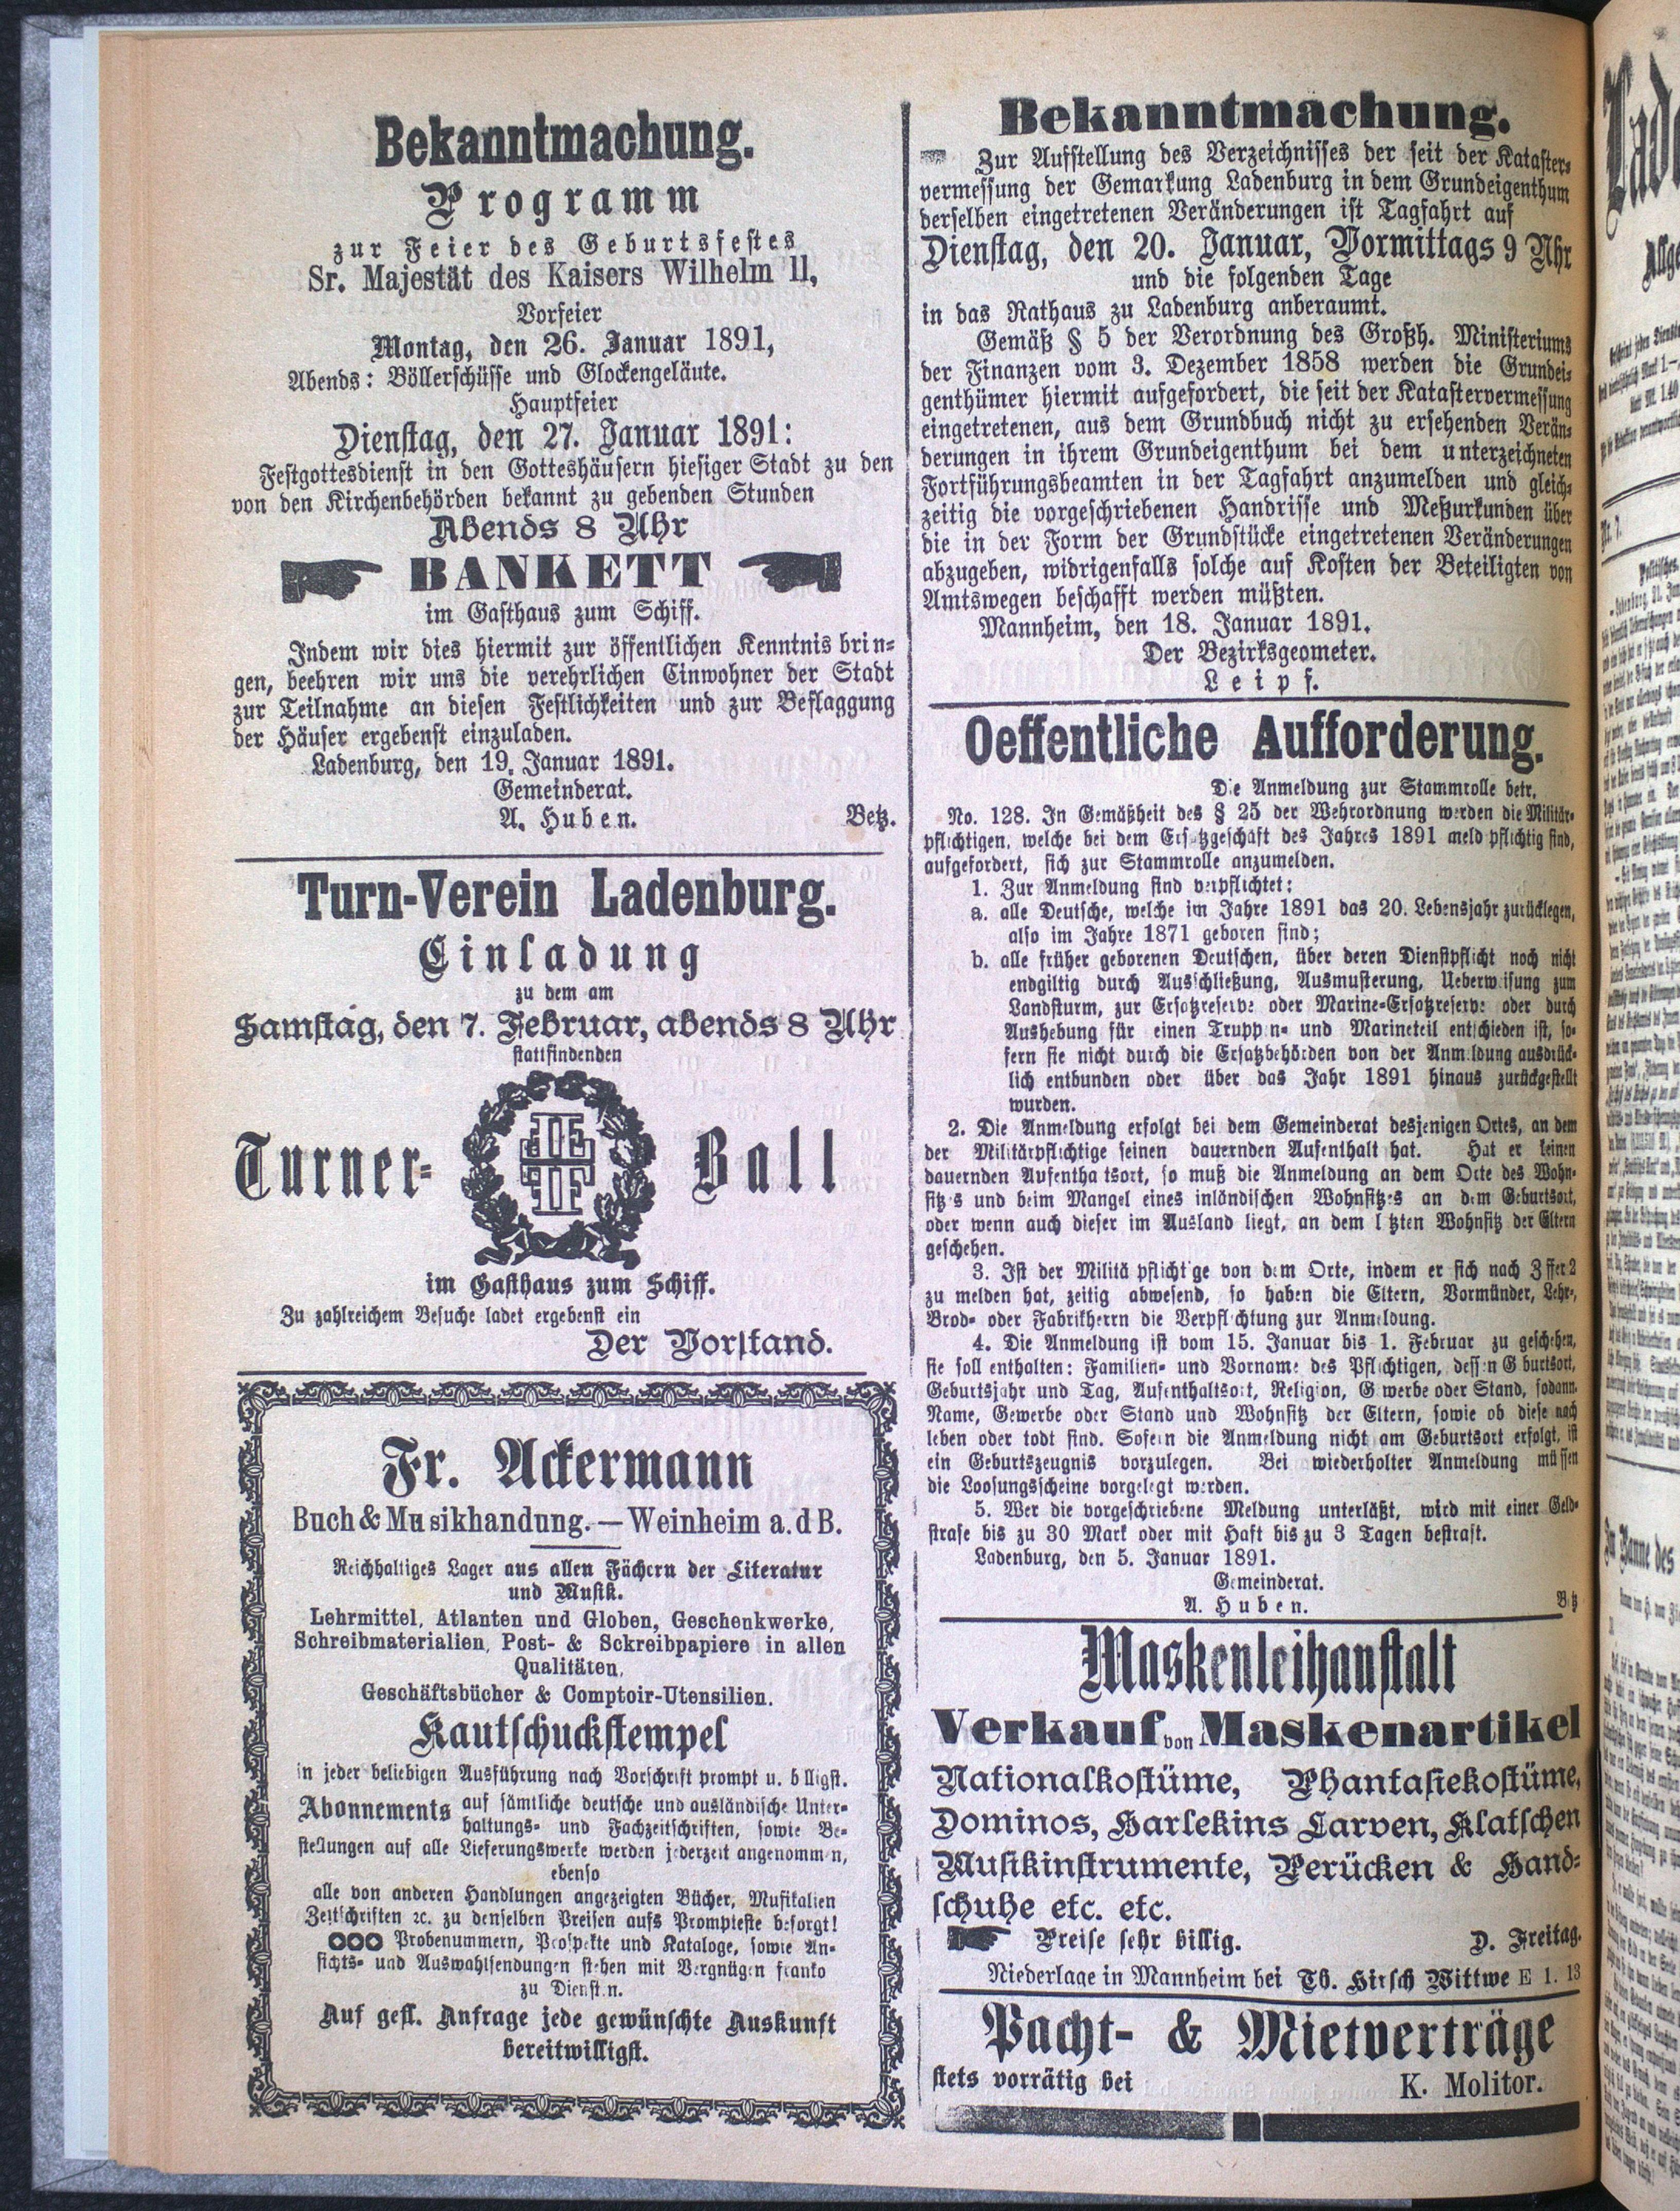 Bekanntmachung.
Programm
zur Feier des Geburtsfestes
Sr. Majestät des Kaisers Wilhelm II,
Vorfeier
Montag, den 26. Januar 1891,
Abends: Böllerschüsse und Glockengeläute.
Hauptfeier
Dienstag, den 27. Januar 1891:
Festgottesdienst in den Gotteshäusern hiesiger Stadt zu den
von den Kirchenbehörden bekannt zu gebenden Stunden
Abends 8 Uhr
BANKETT
im Gasthaus zum Schiff.
Indem wir dies hiermit zur öffentlichen Kenntnis brin-
gen, beehren wir uns die verehrlichen Einwohner der Stadt
zur Teilnahme an diesen Festlichkeiten und zur Beflaggung
der Häuser ergebenst einzuladen.
Ladenburg, den 19. Januar 1891.
Gemeinderat.
A. Huben. Betz.
Turn-Verein Ladenburg.
Einladung
zu dem am
Samstag, den 7. Februar, abends 8 Uhr
stattfindenden
Turner- Ball
im Gasthaus zum Schiff.
Zu zahlreichem Besuche ladet ergebenst ein
Der Vorstand.
Fr. Ackermann
Buch & Musikhandung. — Weinheim a. d B.
Reichhaltiges Lager aus allen Fächern der Literatur
und Musik.
Lehrmittel, Atlanten und Globen, Geschenkwerke,
Schreibmaterialien, Post- & Sckreibpapiere in allen
Qualitäten,
Geschäftsbücher & Comptoir-Utensilien.
Kautschuckstempel
in jeder beliebigen Ausführung nach Vorschrift prompt u. billigst.
Abonnements auf sämtliche deutsche und ausländische Unter-
haltungs- und Fachzeitschriften, sowie Be-
stellungen auf alle Lieferungswerke werden jederzeit angenommen,
ebenso
alle von anderen Handlungen angezeigten Bücher, Musikalien
Zeitschriften ꝛc. zu denselben Preisen aufs Prompteste besorgt!
Probenummern, Prospekte und Kataloge, sowie An-
sichts- und Auswahlsendungen stehen mit Vergnügen franko
zu Diensten.
Auf gefl. Anfrage jede gewünschte Auskunft
bereitwilligst.
Bekanntmachung.
Zur Aufstellung des Verzeichnisses der seit der Kataster-
vermessung der Gemarkung Ladenburg in dem Grundeigenthum
derselben eingetretenen Veränderungen ist Tagfahrt auf
Dienstag, den 20. Januar, Vormittags 9 Uhr
und die folgenden Tage
in das Rathaus zu Ladenburg anberaumt.
Gemäß § 5 der Verordnung des Großh. Ministeriums
der Finanzen vom 3. Dezember 1858 werden die Grundei-
genthümer hiermit aufgefordert, die seit der Katastervermessung
eingetretenen, aus dem Grundbuch nicht zu ersehenden Verän-
derungen in ihrem Grundeigenthum bei dem unterzeichneten
Fortführungsbeamten in der Tagfahrt anzumelden und gleich-
zeitig die vorgeschriebenen Handrisse und Meßurkunden über
die in der Form der Grundstücke eingetretenen Veränderungen
abzugeben, widrigenfalls solche auf Kosten der Beteiligten von
Amtswegen beschafft werden müßten.
Mannheim, den 18. Januar 1891.
Der Bezirksgeometer.
Leipf.
Oeffentliche Aufforderung.
Die Anmeldung zur Stammrolle betr.
No. 128. In Gemäßheit des § 25 der Wehrordnung werden die Militär-
pflichtigen, welche bei dem Ersatzgeschäft des Jahres 1891 meldpflichtig sind,
aufgefordert, sich zur Stammrolle anzumelden.
1. Zur Anmeldung sind verpflichtet:
a. alle Deutsche, welche im Jahre 1891 das 20. Lebensjahr zurücklegen,
also im Jahre 1871 geboren sind;
b. alle früher geborenen Deutschen, über deren Dienstpflicht noch nicht
endgiltig durch Ausschließung, Ausmusterung, Ueberweisung zum
Landsturm, zur Ersatzreserve oder Marine-Ersatzreserve oder durch
Aushebung für einen Truppen- und Marineteil entschieden ist, so-
fern sie nicht durch die Ersatzbehörden von der Anmeldung ausdrück-
lich entbunden oder über das Jahr 1891 hinaus zurückgestellt
wurden.
2. Die Anmeldung erfolgt bei dem Gemeinderat desjenigen Ortes, an dem
der Militärpflichtige seinen dauernden Aufenthalt hat. Hat er keinen
dauernden Aufenthaltsort, so muß die Anmeldung an dem Orte des Wohn-
sitzes und beim Mangel eines inländischen Wohnsitzes an dem Geburtsort,
oder wenn auch dieser im Ausland liegt, an dem letzten Wohnsitz der Eltern
geschehen.
3. Ist der Militärpflichtige von dem Orte, indem er sich nach Ziffer 2
zu melden hat, zeitig abwesend, so haben die Eltern, Vormünder, Lehr-,
Brod- oder Fabrikherrn die Verpflichtung zur Anmeldung.
4. Die Anmeldung ist vom 15. Januar bis 1. Februar zu geschehen,
sie soll enthalten: Familien- und Vorname des Pflichtigen, dessen Geburtsort,
Geburtsjahr und Tag, Aufenthaltsort, Religion, Gewerbe oder Stand, sodann
Name, Gewerbe oder Stand und Wohnsitz der Eltern, sowie ob diese noch
leben oder todt sind. Sofern die Anmeldung nicht am Geburtsort erfolgt, ist
ein Geburtszeugnis vorzulegen. Bei wiederholter Anmeldung müssen
die Loosungsscheine vorgelegt werden.
5. Wer die vorgeschriebene Meldung unterläßt, wird mit einer Geld-
strafe bis zu 30 Mark oder mit Haft bis zu 3 Tagen bestraft.
Ladenburg, den 5. Januar 1891.
Gemeinderat.
A. Huben. Betz
Maskenleihanstalt
Verkauf von Maskenartikel
Nationalkostüme, Phantasiekostüme,
Dominos, Harlekins Larven, Klatschen
Musikinstrumente, Perücken & Hand-
schuhe etc. etc.
Preise sehr billig. D. Freitag.
Niederlage in Mannheim bei Th. Hirsch Wittwe E 1. 13
Pacht- & Mietverträge
stets vorrätig bei K. Molitor.